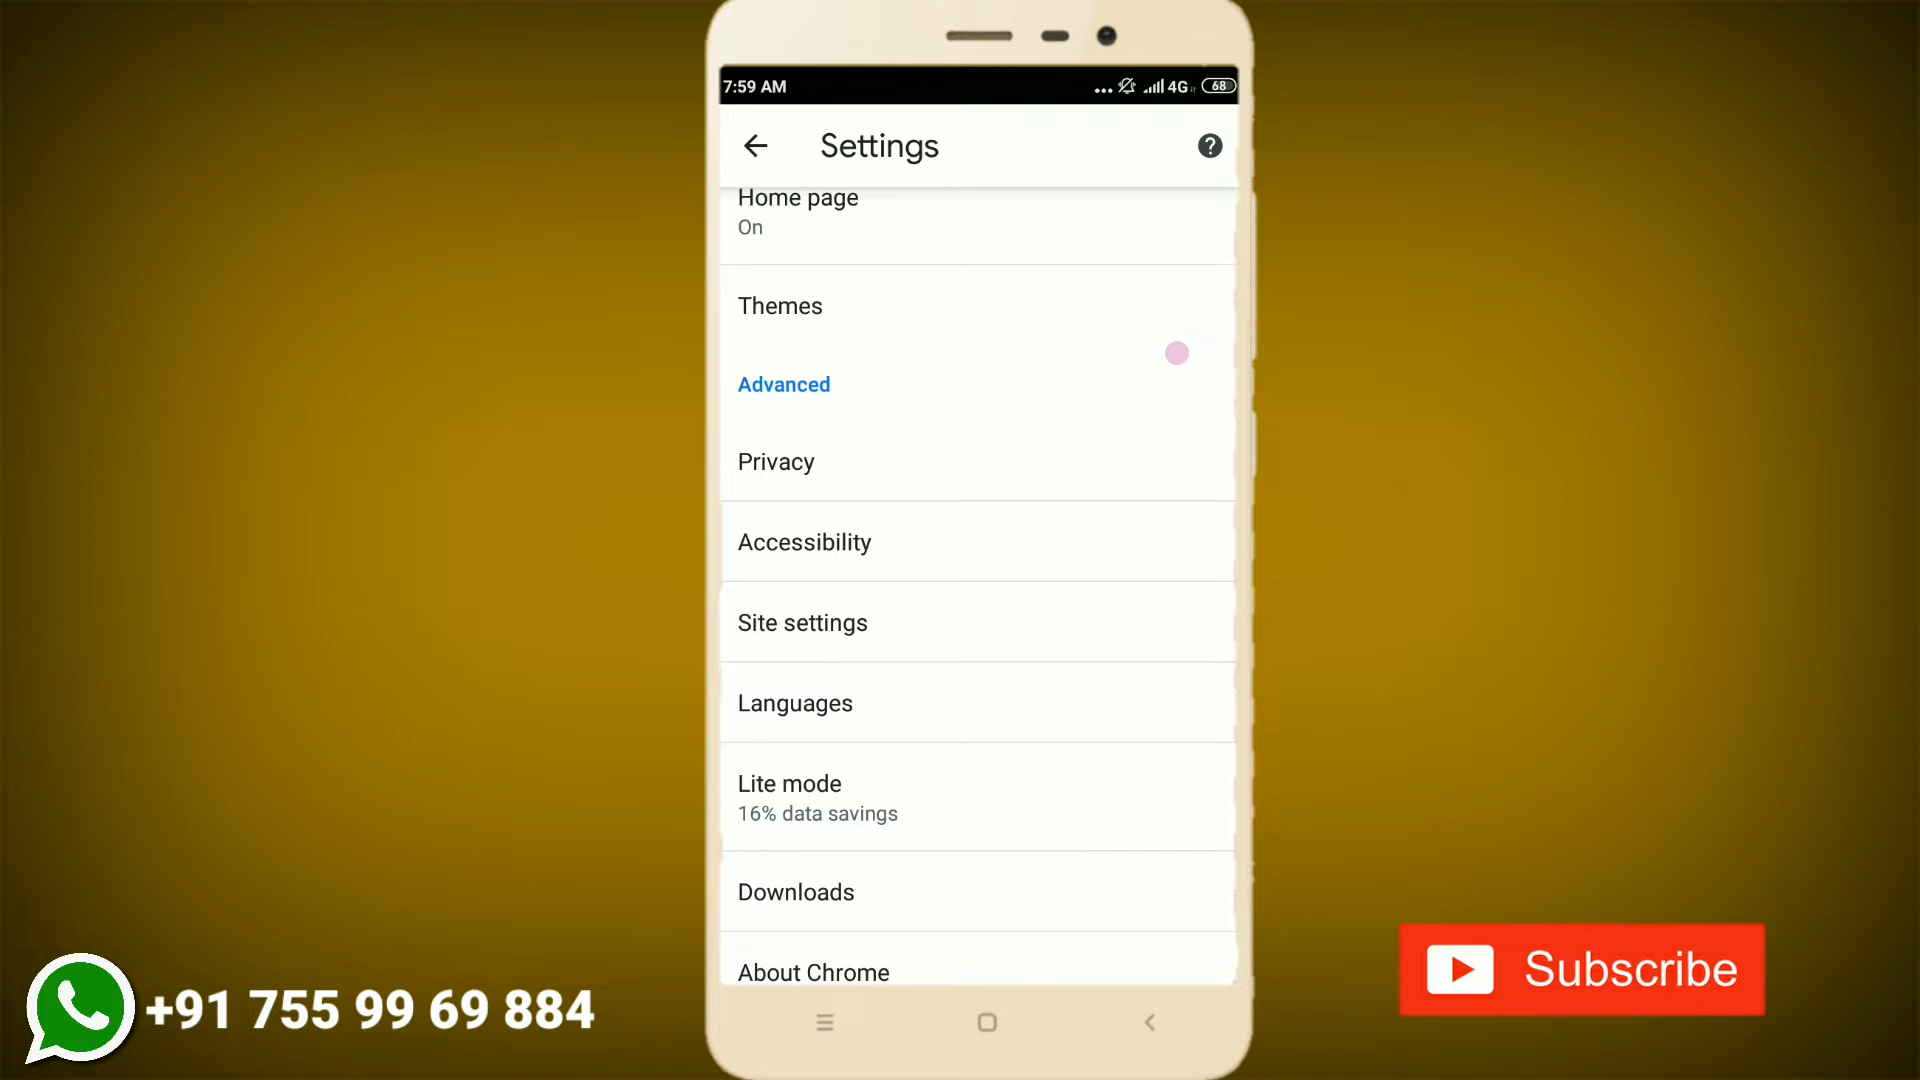 7:59 AM
4G
68
Settings
Home page
On
Themes
Advanced
Privacy
Accessibility
Site settings
Languages
Lite mode
16% data savings
Downloads
About Chrome
+91 755 99 69 884
Subscribe